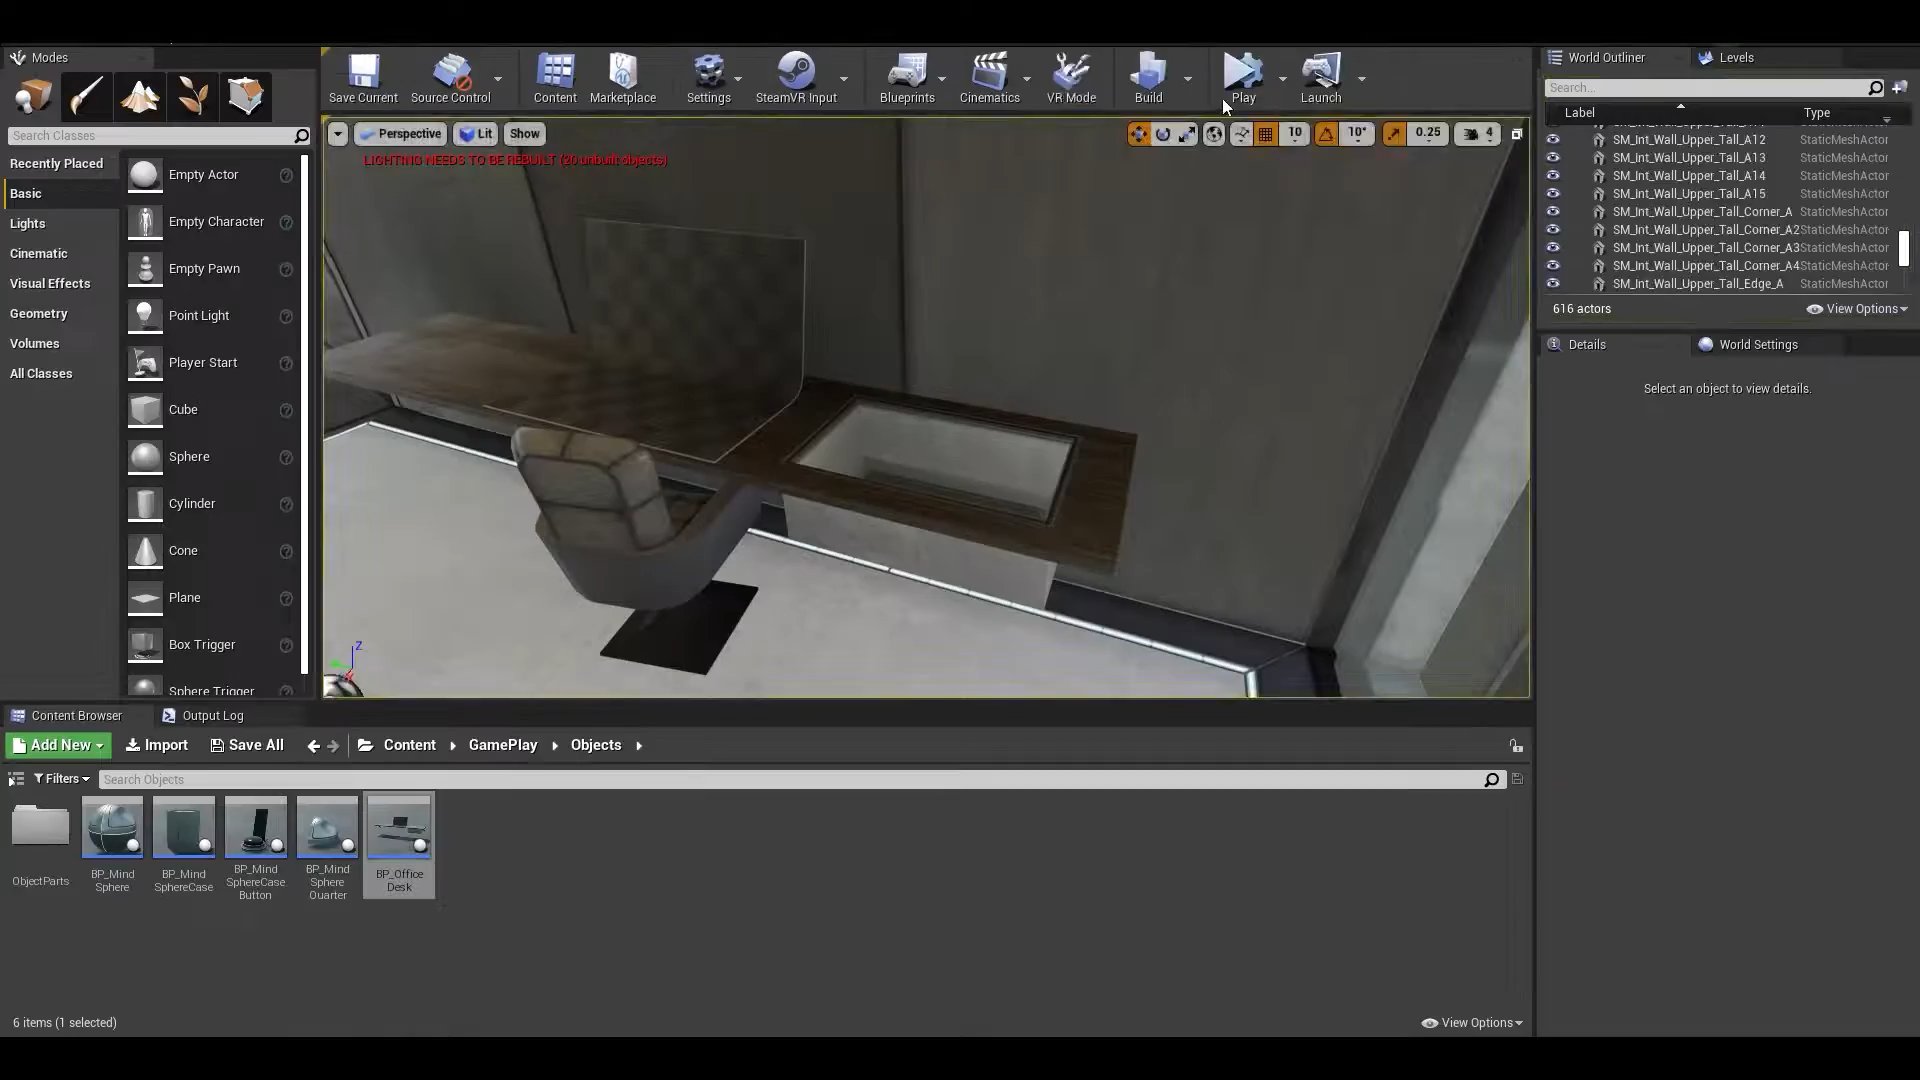 Modes
Save Current
Source Control
Content
Marketplace
Settings
SteamVR Input
Blueprints
Cinematics
VR Mode
Build
Play
Launch
World Outliner
Levels
Search...
Label
Type
Search Classes
Perspective
Lit
Show
10
10°
0.25
4
LIGHTING NEEDS TO BE REBUILT (20 unbuilt objects)
Recently Placed
Basic
Lights
Cinematic
Visual Effects
Geometry
Volumes
All Classes
Empty Actor
Empty Character
Empty Pawn
Point Light
Player Start
Cube
Sphere
Cylinder
Cone
Plane
Box Trigger
Sphere Trigger
SM_Int_Wall_Upper_Tall_A12 StaticMeshActor
SM_Int_Wall_Upper_Tall_A13 StaticMeshActor
SM_Int_Wall_Upper_Tall_A14 StaticMeshActor
SM_Int_Wall_Upper_Tall_A15 StaticMeshActor
SM_Int_Wall_Upper_Tall_Corner_A StaticMeshActor
SM_Int_Wall_Upper_Tall_Corner_A2 StaticMeshActor
SM_Int_Wall_Upper_Tall_Corner_A3 StaticMeshActor
SM_Int_Wall_Upper_Tall_Corner_A4 StaticMeshActor
SM_Int_Wall_Upper_Tall_Edge_A StaticMeshActor
616 actors
View Options
Details
World Settings
Select an object to view details.
Z
Content Browser
Output Log
Add New
Import
Save All
Content
GamePlay
Objects
Filters
Search Objects
ObjectParts
BP_Mind
Sphere
BP_Mind
SphereCase
BP_Mind
SphereCase
Button
BP_Mind
Sphere
Quarter
BP_Office
Desk
6 items (1 selected)
View Options